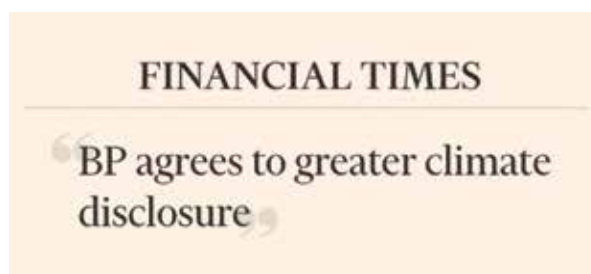 FINANCIAL TIMES
“BP agrees to greater climate
disclosure”